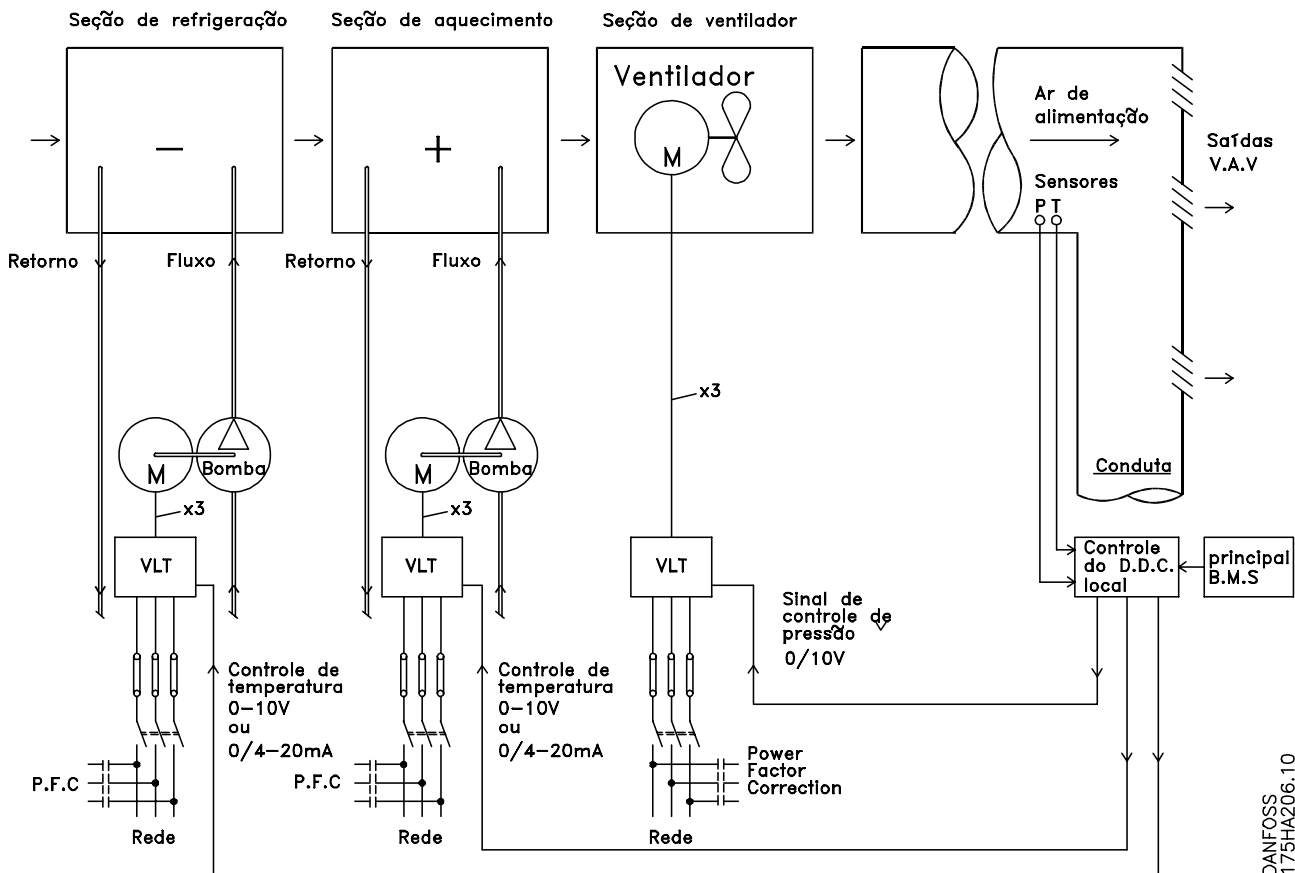 Seção de refrigeração
Seção de aquecimento
Seção de ventilador
Ventilador
M
Ar de
alimentação
Sensores
P T
Saídas
V.A.V
−
+
Retorno
Fluxo
Retorno
Fluxo
x3
M
Bomba
M
Bomba
Conduta
x3
x3
VLT
VLT
VLT
Controle
do D.D.C.
local
principal
B.M.S
Sinal de
controle de
pressão
0/10V
Controle de
temperatura
0−10V
ou
0/4−20mA
Controle de
temperatura
0−10V
ou
0/4−20mA
P.F.C
P.F.C
Power
Factor
Correction
Rede
Rede
Rede
DANFOSS
175HA206.10